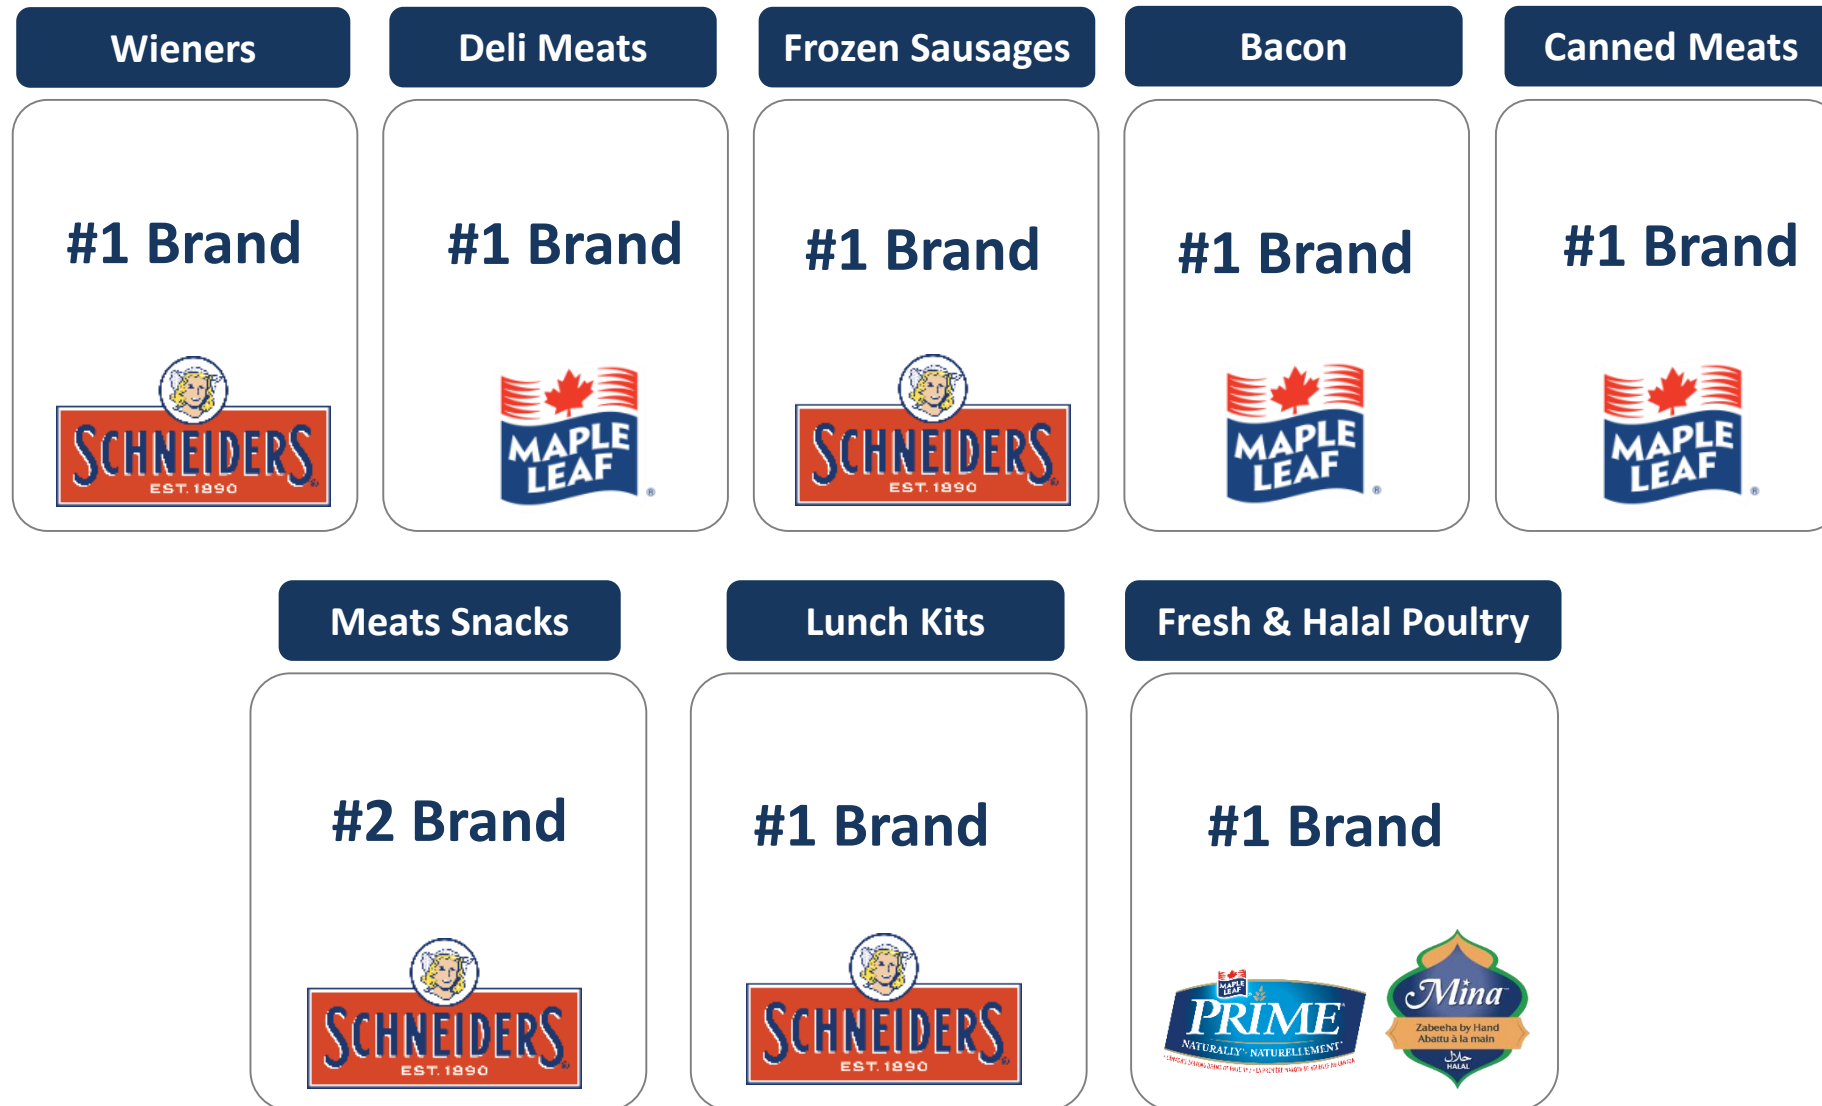 Wieners
Deli Meats
Frozen Sausages
Bacon
Canned Meats
#1 Brand
#1 Brand
#1 Brand
#1 Brand
#1 Brand
SCHNEIDERS
EST. 1890
MAPLE
LEAF
®
SCHNEIDERS
EST. 1890
MAPLE
LEAF
®
MAPLE
LEAF
®
Meats Snacks
Lunch Kits
Fresh & Halal Poultry
#2 Brand
#1 Brand
#1 Brand
SCHNEIDERS
EST. 1890
SCHNEIDERS
EST. 1890
MAPLE
LEAF
PRIME
NATURALLY · NATURELLEMENT
Mina
Zabeeha by Hand
Abattu à la main
حلال
HALAL